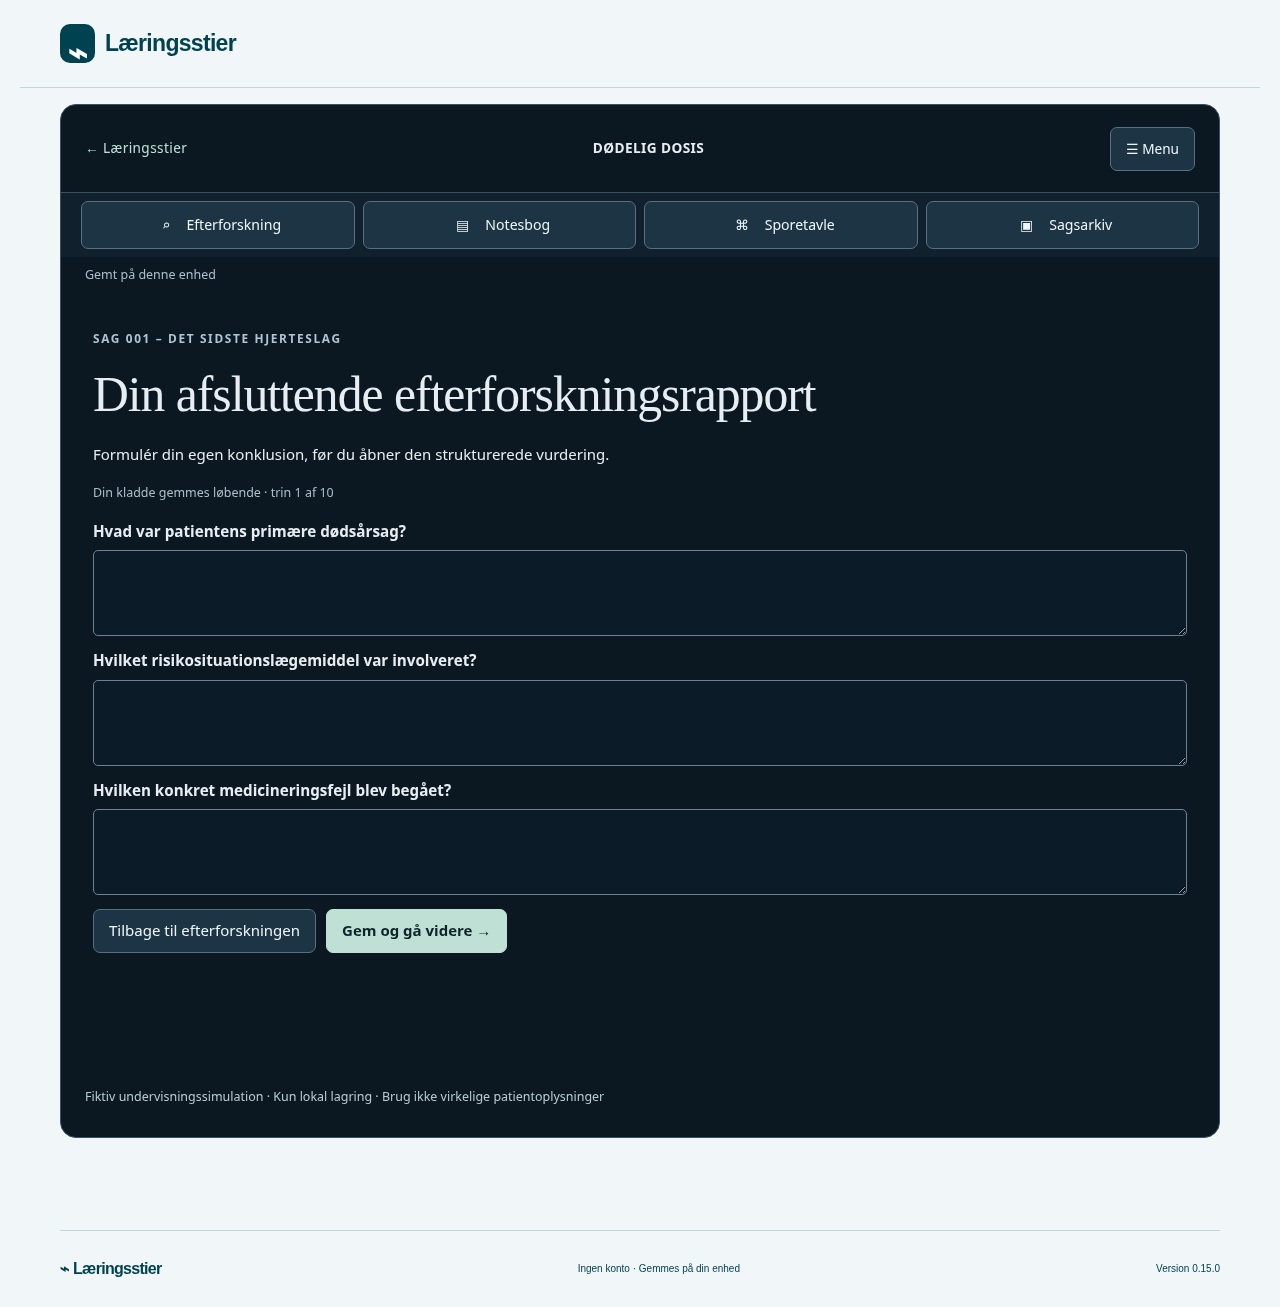 Læringsstier
← Læringsstier
DØDELIG DOSIS
☰ Menu
⌕ Efterforskning
▤ Notesbog
⌘ Sporetavle
▣ Sagsarkiv
Gemt på denne enhed
SAG 001 – DET SIDSTE HJERTESLAG
Din afsluttende efterforskningsrapport
Formulér din egen konklusion, før du åbner den strukturerede vurdering.
Din kladde gemmes løbende · trin 1 af 10
Hvad var patientens primære dødsårsag?
Hvilket risikosituationslægemiddel var involveret?
Hvilken konkret medicineringsfejl blev begået?
Tilbage til efterforskningen
Gem og gå videre →
Fiktiv undervisningssimulation · Kun lokal lagring · Brug ikke virkelige patientoplysninger
⌁ Læringsstier
Ingen konto · Gemmes på din enhed
Version 0.15.0